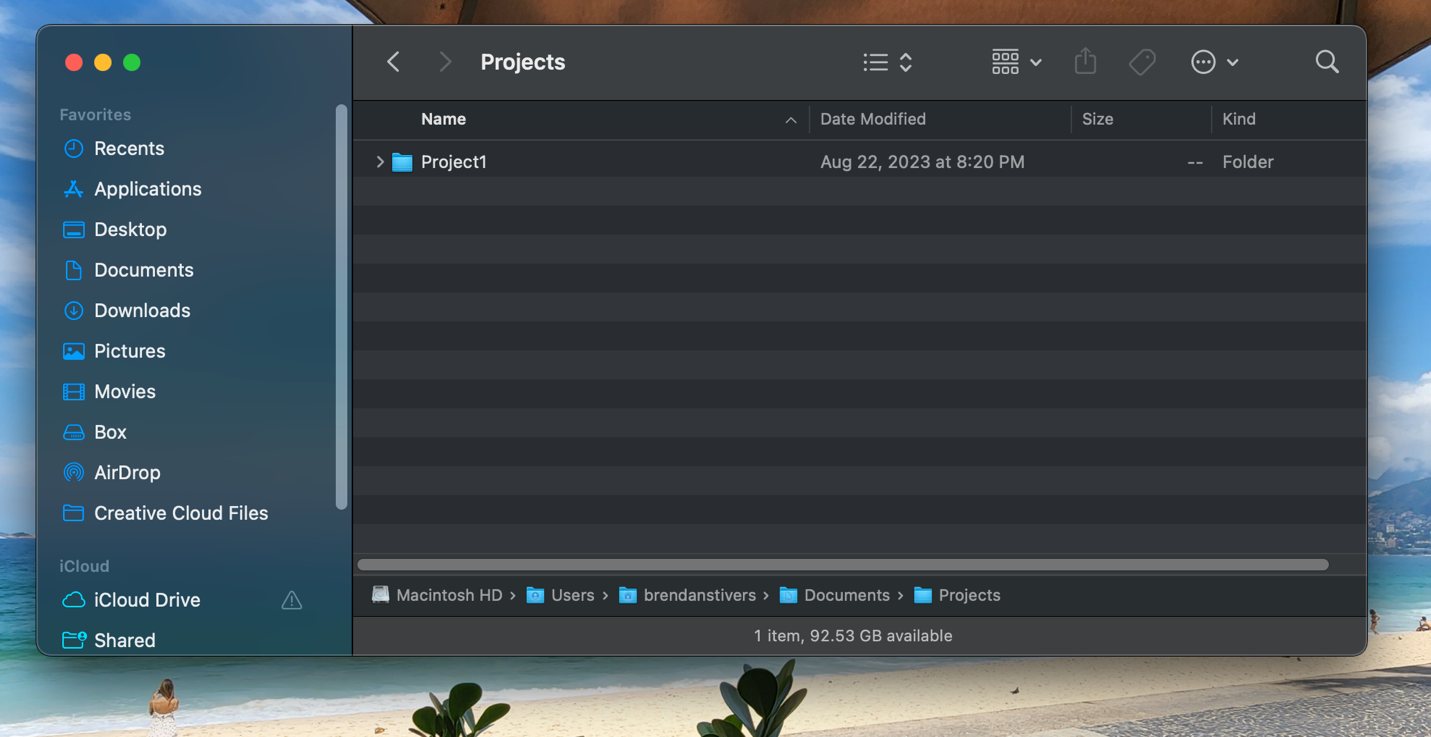 Projects
Favorites
Recents
Applications
Desktop
Documents
Downloads
Pictures
Movies
Box
AirDrop
Creative Cloud Files
iCloud
iCloud Drive
Shared
Name Date Modified Size Kind
Project1 Aug 22, 2023 at 8:20 PM -- Folder
Macintosh HD › Users › brendanstivers › Documents › Projects
1 item, 92.53 GB available